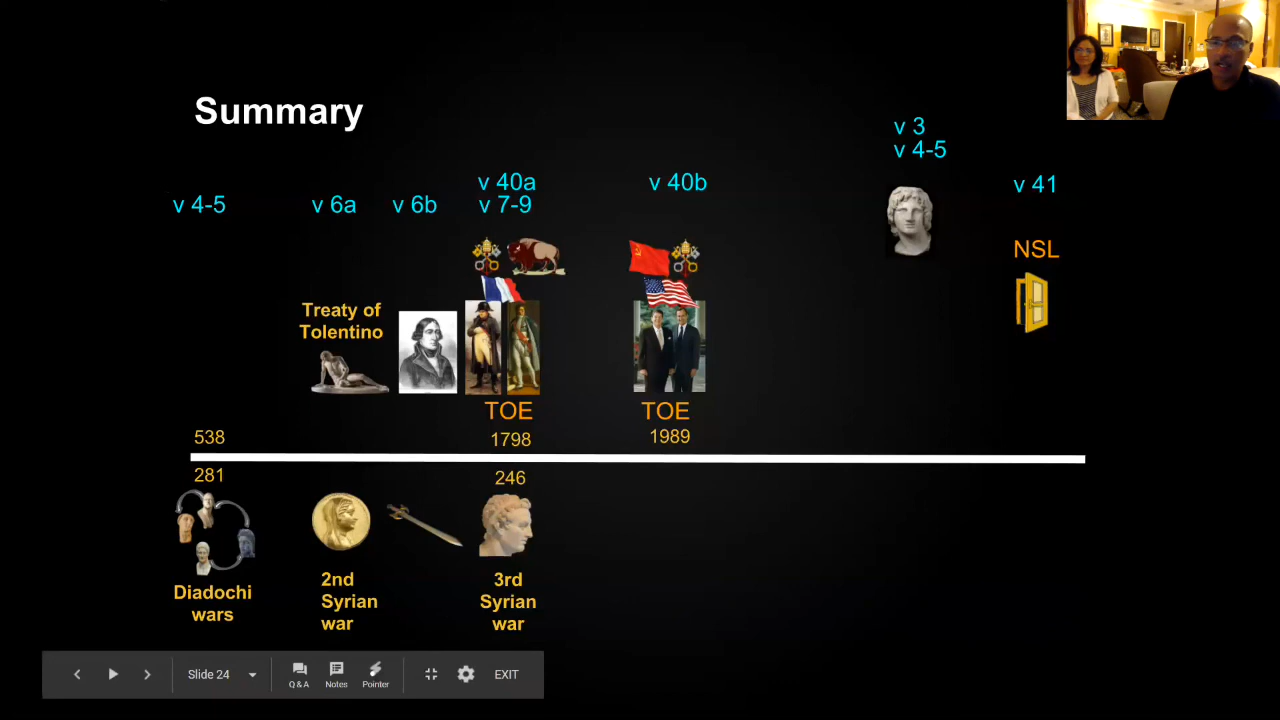 Summary
v 3
v 4-5
v 4-5
v 6a
v 6b
v 40a
v 7-9
v 40b
v 41
NSL
Treaty of
Tolentino
TOE
TOE
538
1798
1989
281
246
Diadochi
wars
2nd
Syrian
war
3rd
Syrian
war
Slide 24
Q & A
Notes
Pointer
EXIT